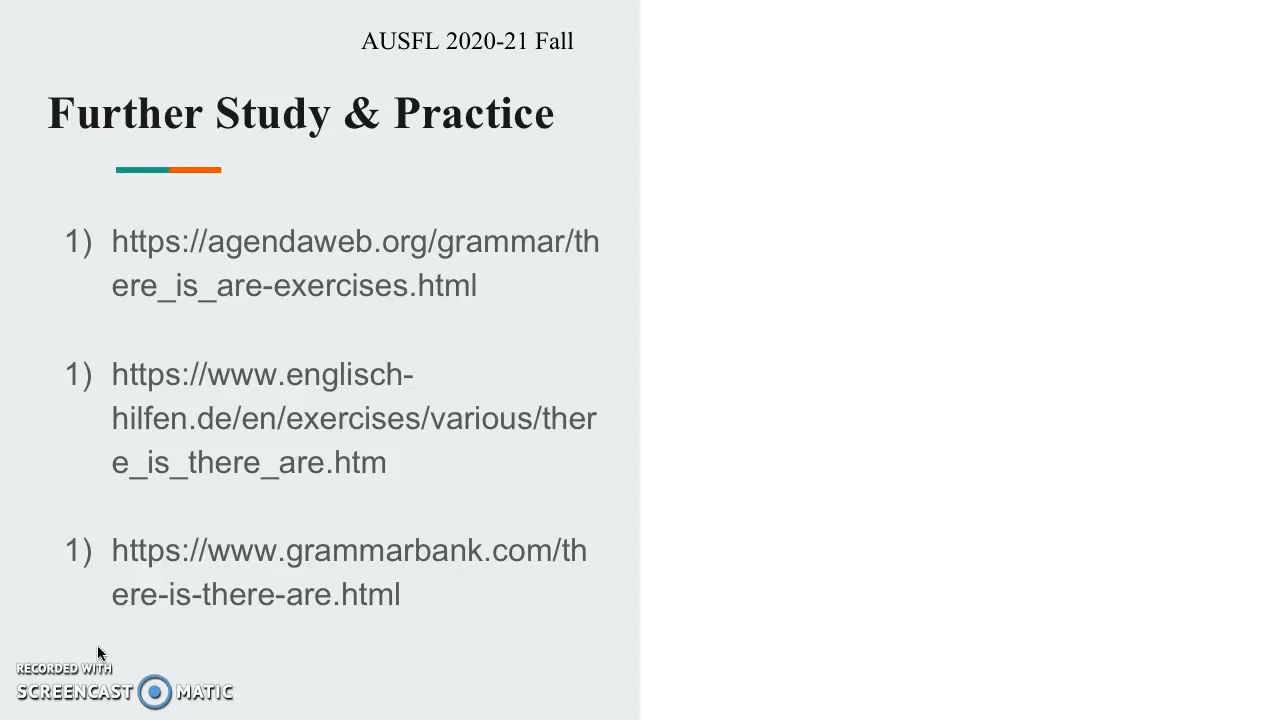 AUSFL 2020-21 Fall
Further Study & Practice
1) https://agendaweb.org/grammar/th
ere_is_are-exercises.html
1) https://www.englisch-
hilfen.de/en/exercises/various/ther
e_is_there_are.htm
1) https://www.grammarbank.com/th
ere-is-there-are.html
RECORDED WITH
SCREENCAST MATIC